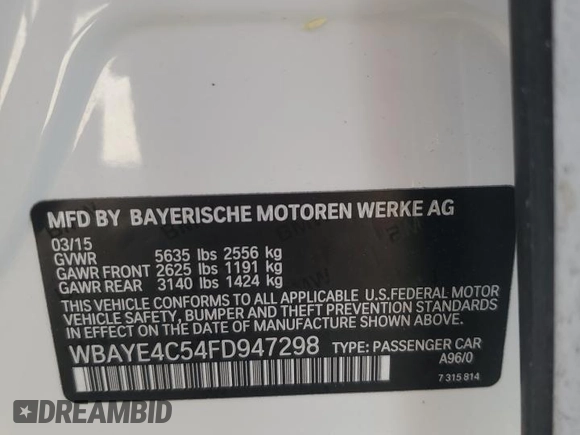 MFD BY BAYERISCHE MOTOREN WERKE AG
03/15
GVWR 5635 lbs 2556 kg
GAWR FRONT 2625 lbs 1191 kg
GAWR REAR 3140 lbs 1424 kg
THIS VEHICLE CONFORMS TO ALL APPLICABLE U.S.FEDERAL MOTOR
VEHICLE SAFETY, BUMPER AND THEFT PREVENTION STANDARDS
IN EFFECT ON THE DATE OF MANUFACTURE SHOWN ABOVE.
WBAYE4C54FD947298 TYPE: PASSENGER CAR
A96/0
7 315 814
DREAMBID